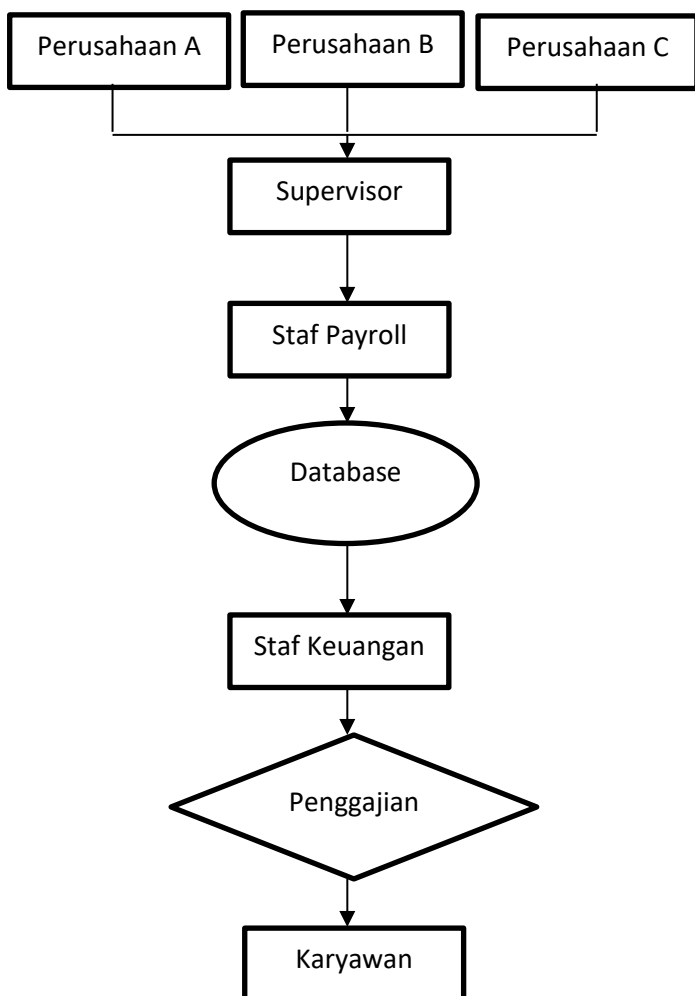 Perusahaan A
Perusahaan B
Perusahaan C
Supervisor
Staf Payroll
Database
Staf Keuangan
Penggajian
Karyawan